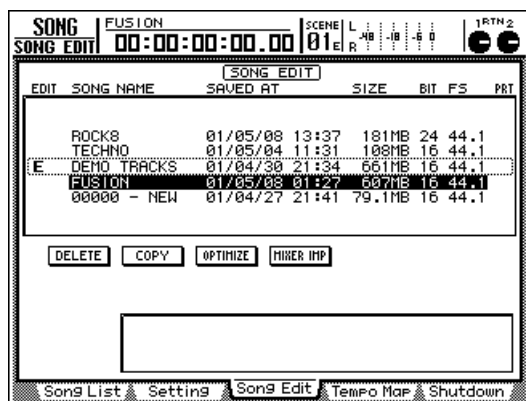 SONG FUSION SCENE L 1RTN2
SONG EDIT 00:00:00:00.00 01E R -48 -18 -6 0
SONG EDIT
EDIT SONG NAME SAVED AT SIZE BIT FS PRT
ROCK8 01/05/08 13:37 181MB 24 44.1
TECHNO 01/05/04 11:31 108MB 16 44.1
E DEMO TRACKS 01/04/30 21:34 661MB 16 44.1
FUSION 01/05/08 01:27 607MB 16 44.1
00000 - NEW 01/04/27 21:41 79.1MB 16 44.1
DELETE COPY OPTIMIZE MIXER IMP
Song List Setting Song Edit Tempo Map Shutdown